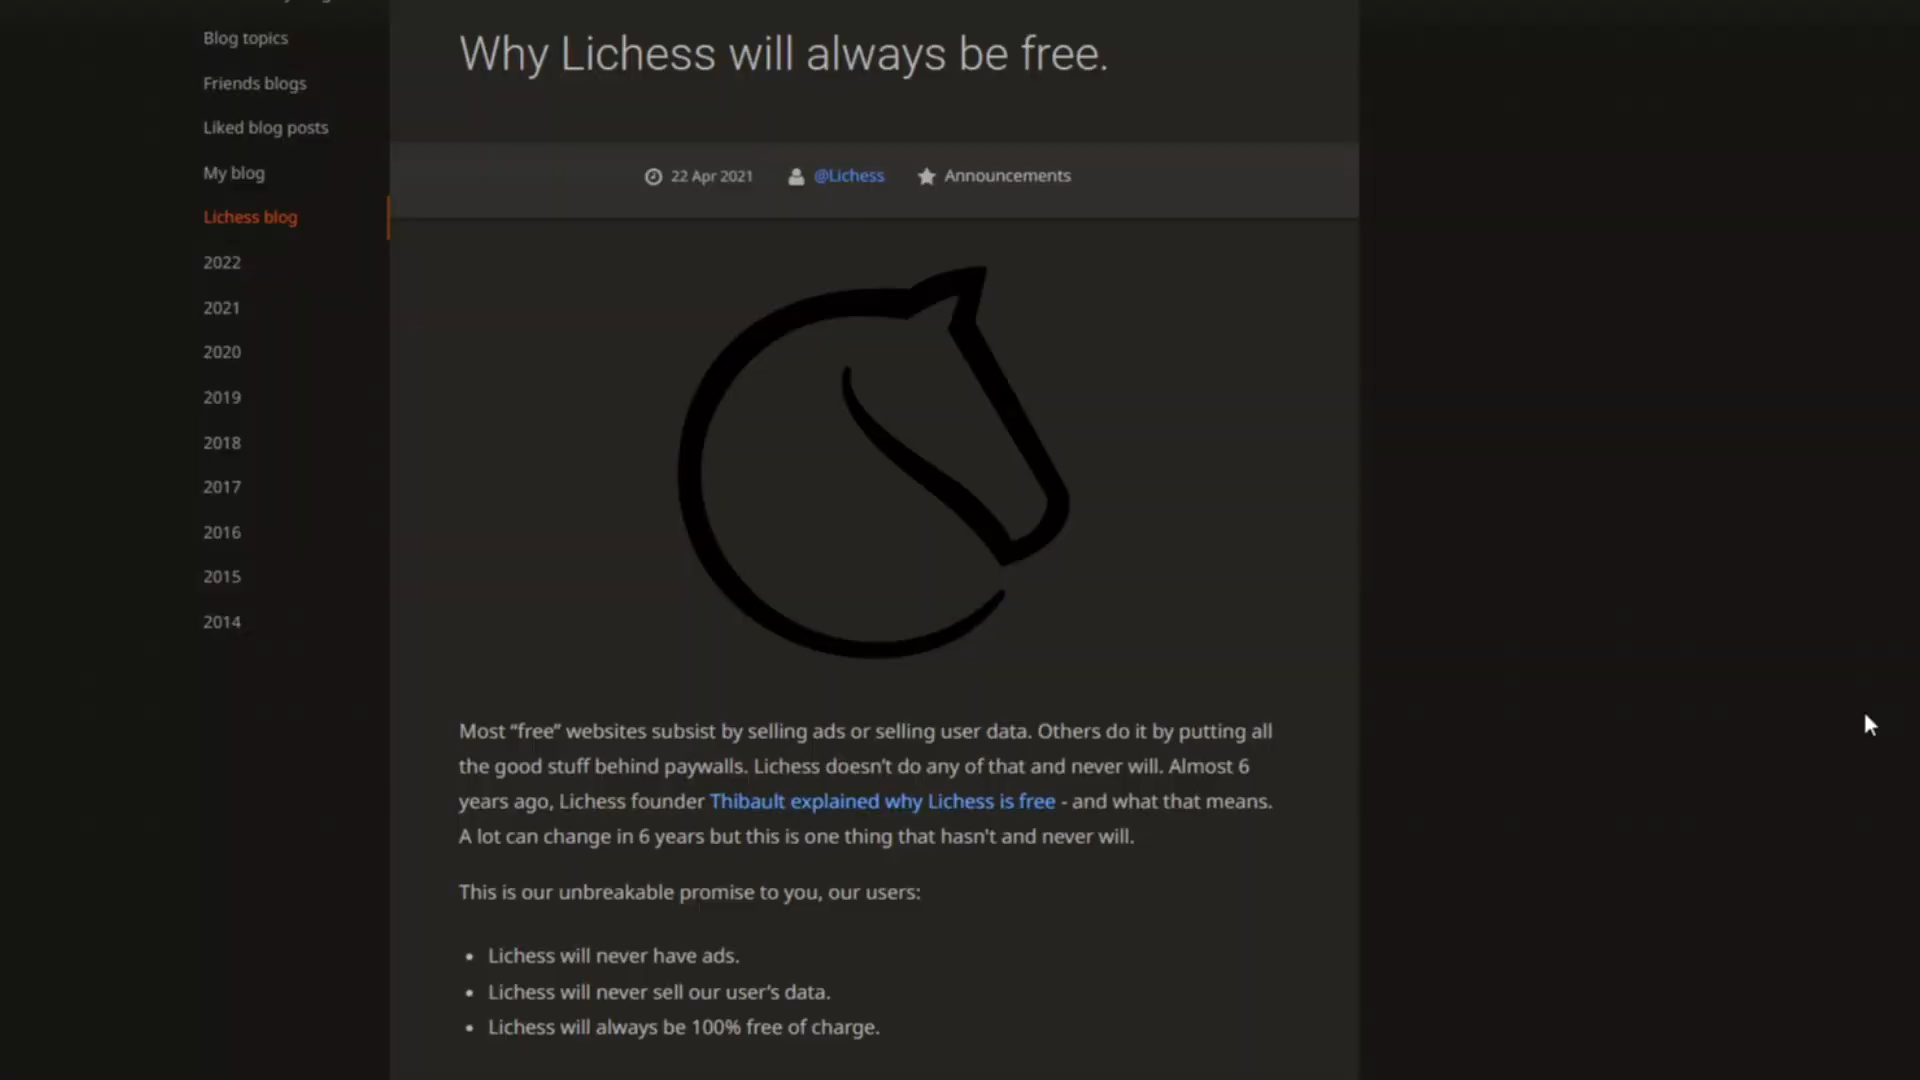 Blog topics
Friends blogs
Liked blog posts
My blog
Lichess blog
2022
2021
2020
2019
2018
2017
2016
2015
2014
Why Lichess will always be free.
22 Apr 2021 @Lichess Announcements
Most “free” websites subsist by selling ads or selling user data. Others do it by putting all
the good stuff behind paywalls. Lichess doesn’t do any of that and never will. Almost 6
years ago, Lichess founder Thibault explained why Lichess is free - and what that means.
A lot can change in 6 years but this is one thing that hasn't and never will.
This is our unbreakable promise to you, our users:
• Lichess will never have ads.
• Lichess will never sell our user’s data.
• Lichess will always be 100% free of charge.